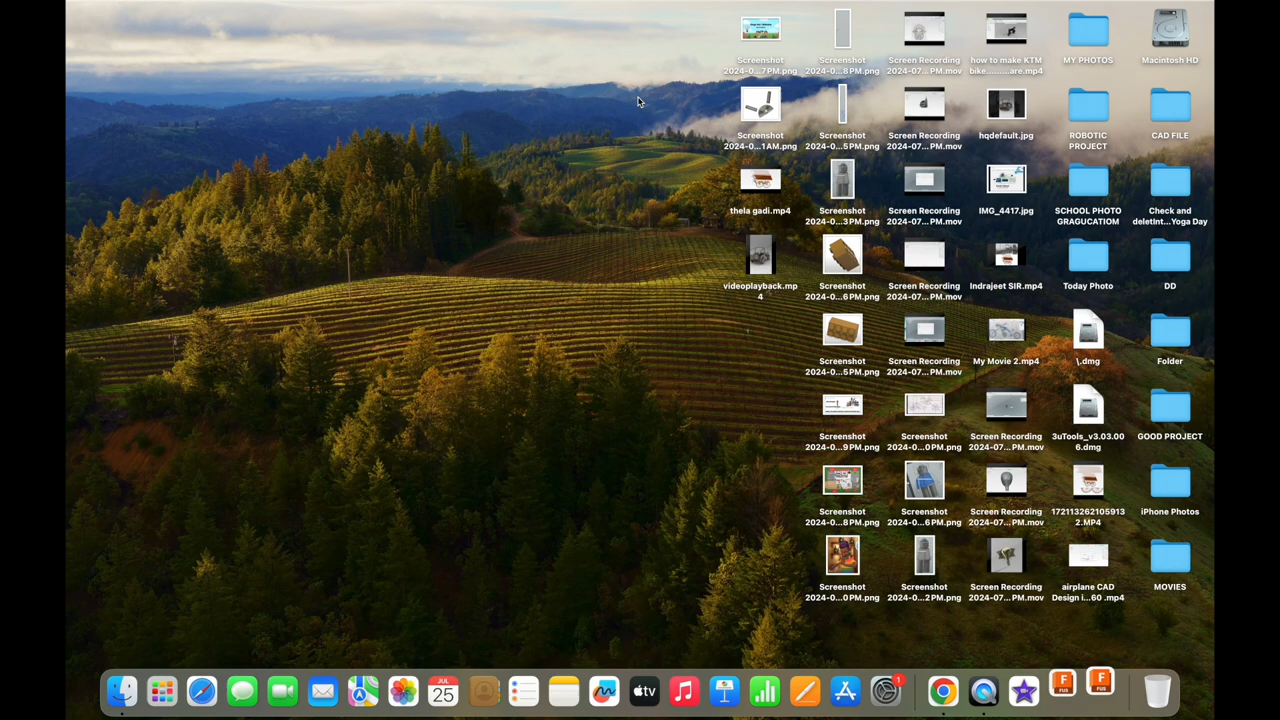 Screenshot
2024-0...7PM.png
Screenshot
2024-0...8PM.png
Screen Recording
2024-07...PM.mov
how to make KTM
bike..........are.mp4
MY PHOTOS
Macintosh HD
Screenshot
2024-0...1AM.png
Screenshot
2024-0...5PM.png
Screen Recording
2024-07...PM.mov
hqdefault.jpg
ROBOTIC
PROJECT
CAD FILE
thela gadi.mp4
Screenshot
2024-0...3PM.png
Screen Recording
2024-07...PM.mov
IMG_4417.jpg
SCHOOL PHOTO
GRAGUCATIOM
Check and
deletInt...Yoga Day
videoplayback.mp
4
Screenshot
2024-0...6PM.png
Screen Recording
2024-07...PM.mov
Indrajeet SIR.mp4
Today Photo
DD
Screenshot
2024-0...5PM.png
Screen Recording
2024-07...PM.mov
My Movie 2.mp4
\.dmg
Folder
Screenshot
2024-0...9PM.png
Screenshot
2024-0...0PM.png
Screen Recording
2024-07...PM.mov
3uTools_v3.03.00
6.dmg
GOOD PROJECT
Screenshot
2024-0...8PM.png
Screenshot
2024-0...6PM.png
Screen Recording
2024-07...PM.mov
172113262105913
2.MP4
iPhone Photos
Screenshot
2024-0...0PM.png
Screenshot
2024-0...2PM.png
Screen Recording
2024-07...PM.mov
airplane CAD
Design i...60 .mp4
MOVIES
JUL
25
tv
1
F
FUS
F
FUS